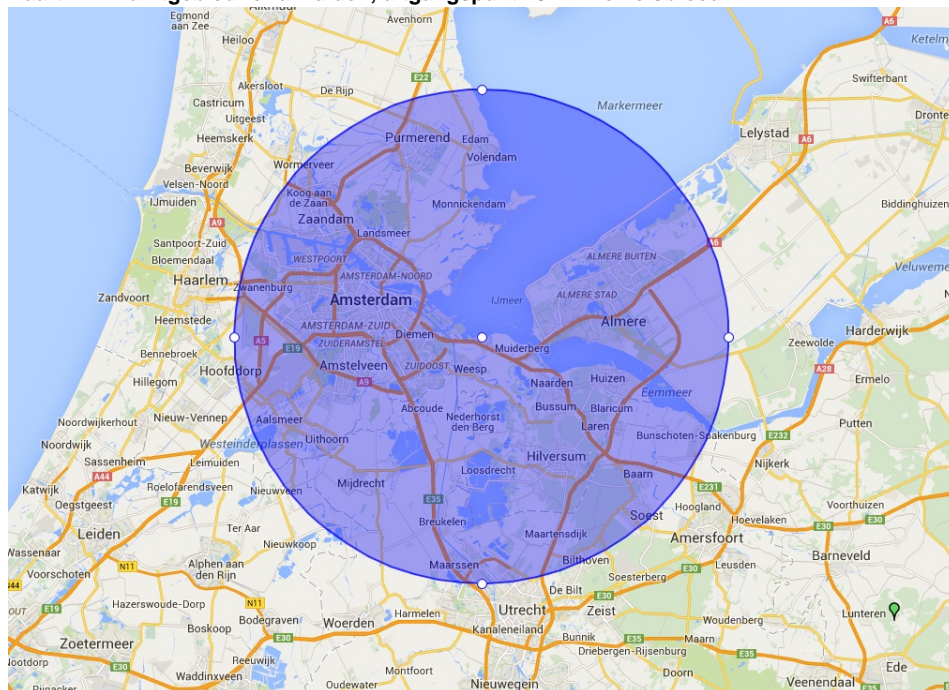 Egmond
aan Zee
Avenhorn
A6
Ketelm
Heiloo
E22
Swifterbant
Akersloot
De Rijp
Castricum
Markermeer
Dronte
Uitgeest
Lelystad
Heemskerk
Purmerend
Edam
A6
Wormerveer
Volendam
Beverwijk
Velsen-Noord
Koog aan
de Zaan
IJmuiden
Monnickendam
Biddinghuizen
A9
Zaandam
Landsmeer
Santpoort-Zuid
A6
Bloemendaal
WESTPOORT
ALMERE BUITEN
AMSTERDAM-NOORD
Veluweme
Haarlem
Zwanenburg
Zandvoort
Amsterdam
IJmeer
ALMERE STAD
Heemstede
AMSTERDAM-ZUID
Almere
Diemen
Harderwijk
A5
E19
ZUIDERAMSTEL
Muiderberg
Zeewolde
Bennebroek
Hoofddorp
Amstelveen
ZUIDOOST
Weesp
A28
Hillegom
A9
Naarden
Huizen
Eemmeer
Ermelo
Noordwijkerhout
Nieuw-Vennep
Aalsmeer
Abcoude
Nederhorst
den Berg
Bussum
Blaricum
Laren
Putten
Noordwijk
Westeinderplassen
Uithoorn
Bunschoten-Spakenburg
E232
Sassenheim
Leimuiden
Hilversum
Nijkerk
Katwijk
A44
Roelofarendsveen
Loosdrecht
Baarn
Oegstgeest
E19
Nieuwveen
Mijdrecht
E231
E35
Hoogland
Voorthuizen
Leiden
Ter Aar
Breukelen
Soest
Hoevelaken
E30
Nieuwkoop
Maartensdijk
Amersfoort
Wassenaar
Barneveld
Voorschoten
N11
Alphen aan
den Rijn
Maarssen
Bilthoven
Leusden
E30
N44
Soesterberg
E30
De Bilt
E19
Hazerswoude-Dorp
N11
Utrecht
Zeist
Lunteren
Harmelen
Woudenberg
Boskoop
Bodegraven
Woerden
Kanaleneiland
Zoetermeer
E30
Bunnik
E35
Maarn
Driebergen-Rijsenburg
E35
Reeuwijk
E30
Waddinxveen
Montfoort
Doorn
Ede
Oudewater
Nieuwegein
Veenendaal